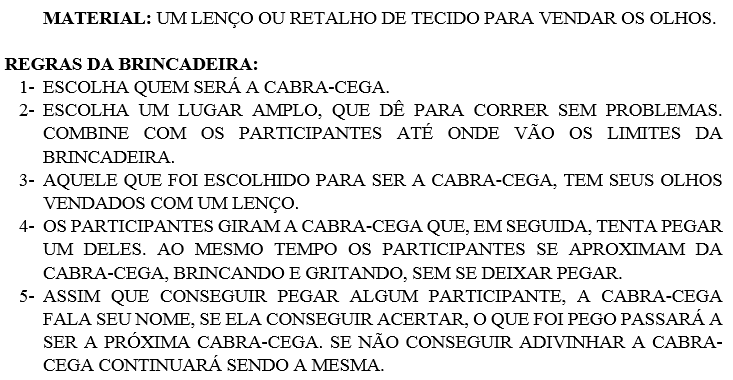 MATERIAL: UM LENÇO OU RETALHO DE TECIDO PARA VENDAR OS OLHOS.
REGRAS DA BRINCADEIRA:
1- ESCOLHA QUEM SERÁ A CABRA-CEGA.
2- ESCOLHA UM LUGAR AMPLO, QUE DÊ PARA CORRER SEM PROBLEMAS.
COMBINE COM OS PARTICIPANTES ATÉ ONDE VÃO OS LIMITES DA
BRINCADEIRA.
3- AQUELE QUE FOI ESCOLHIDO PARA SER A CABRA-CEGA, TEM SEUS OLHOS
VENDADOS COM UM LENÇO.
4- OS PARTICIPANTES GIRAM A CABRA-CEGA QUE, EM SEGUIDA, TENTA PEGAR
UM DELES. AO MESMO TEMPO OS PARTICIPANTES SE APROXIMAM DA
CABRA-CEGA, BRINCANDO E GRITANDO, SEM SE DEIXAR PEGAR.
5- ASSIM QUE CONSEGUIR PEGAR ALGUM PARTICIPANTE, A CABRA-CEGA
FALA SEU NOME, SE ELA CONSEGUIR ACERTAR, O QUE FOI PEGO PASSARÁ A
SER A PRÓXIMA CABRA-CEGA. SE NÃO CONSEGUIR ADIVINHAR A CABRA-
CEGA CONTINUARÁ SENDO A MESMA.